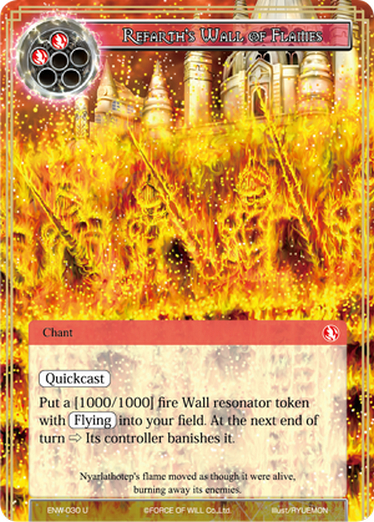 Refarth's Wall of Flames
Chant
Quickcast
Put a [1000/1000] fire Wall resonator token
with Flying into your field. At the next end
of turn ⇨ Its controller banishes it.
Nyarlathotep's flame moved as though it were alive,
burning away its enemies.
ENW-030 U ©FORCE OF WILL Co.,Ltd. Illust/RYUEMON